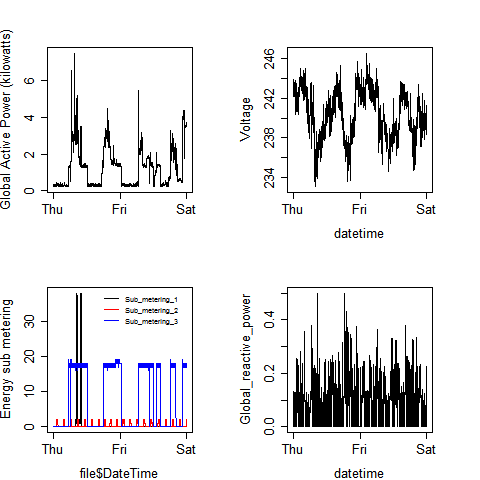 Global Active Power (kilowatts)
0 2 4 6
Thu Fri Sat
Voltage
234 238 242 246
Thu Fri Sat
datetime
Energy sub metering
0 10 20 30
Sub_metering_1
Sub_metering_2
Sub_metering_3
Thu Fri Sat
file$DateTime
Global_reactive_power
0.0 0.2 0.4
Thu Fri Sat
datetime